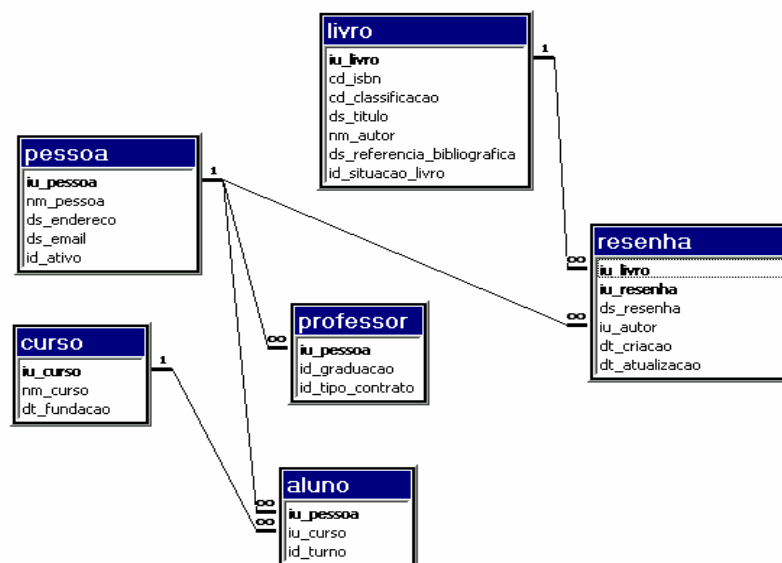 livro
iu_livro
cd_isbn
cd_classificacao
ds_titulo
nm_autor
ds_referencia_bibliografica
id_situacao_livro
1
pessoa
iu_pessoa
nm_pessoa
ds_endereco
ds_email
id_ativo
1
resenha
iu_livro
iu_resenha
ds_resenha
iu_autor
dt_criacao
dt_atualizacao
∞
∞
professor
iu_pessoa
id_graduacao
id_tipo_contrato
∞
curso
iu_curso
nm_curso
dt_fundacao
1
aluno
iu_pessoa
iu_curso
id_turno
∞
∞